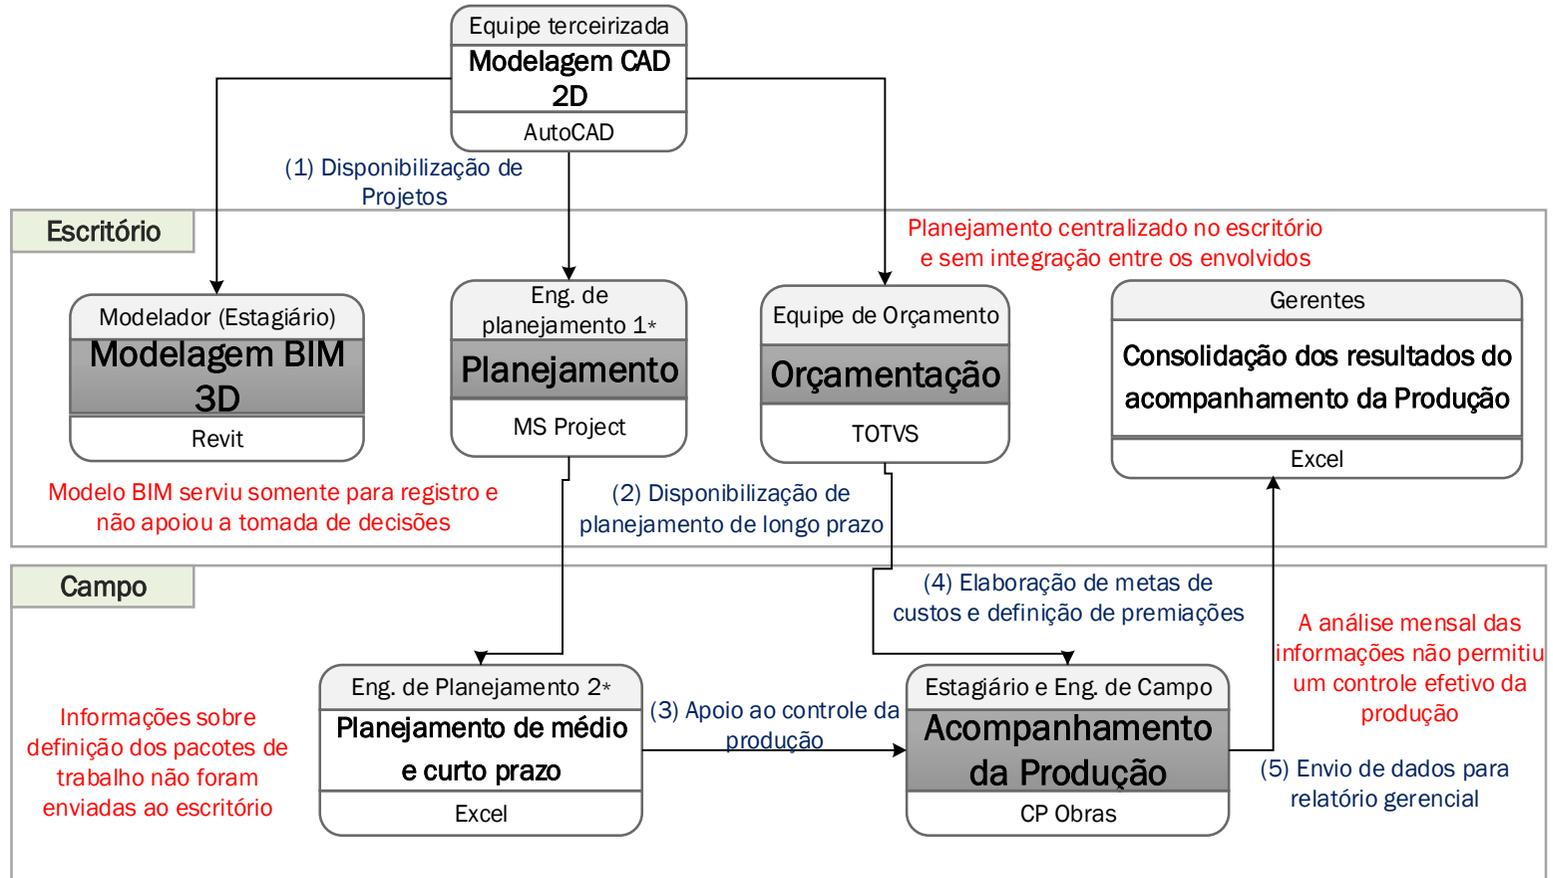 Equipe terceirizada
Modelagem CAD
2D
AutoCAD
(1) Disponibilização de
Projetos
Escritório
Planejamento centralizado no escritório
e sem integração entre os envolvidos
Modelador (Estagiário)
Modelagem BIM
3D
Revit
Eng. de
planejamento 1*
Planejamento
MS Project
Equipe de Orçamento
Orçamentação
TOTVS
Gerentes
Consolidação dos resultados do
acompanhamento da Produção
Excel
Modelo BIM serviu somente para registro e
não apoiou a tomada de decisões
(2) Disponibilização de
planejamento de longo prazo
Campo
(4) Elaboração de metas de
custos e definição de premiações
A análise mensal das
informações não permitiu
um controle efetivo da
produção
Informações sobre
definição dos pacotes de
trabalho não foram
enviadas ao escritório
Eng. de Planejamento 2*
Planejamento de médio
e curto prazo
Excel
(3) Apoio ao controle da
produção
Estagiário e Eng. de Campo
Acompanhamento
da Produção
CP Obras
(5) Envio de dados para
relatório gerencial